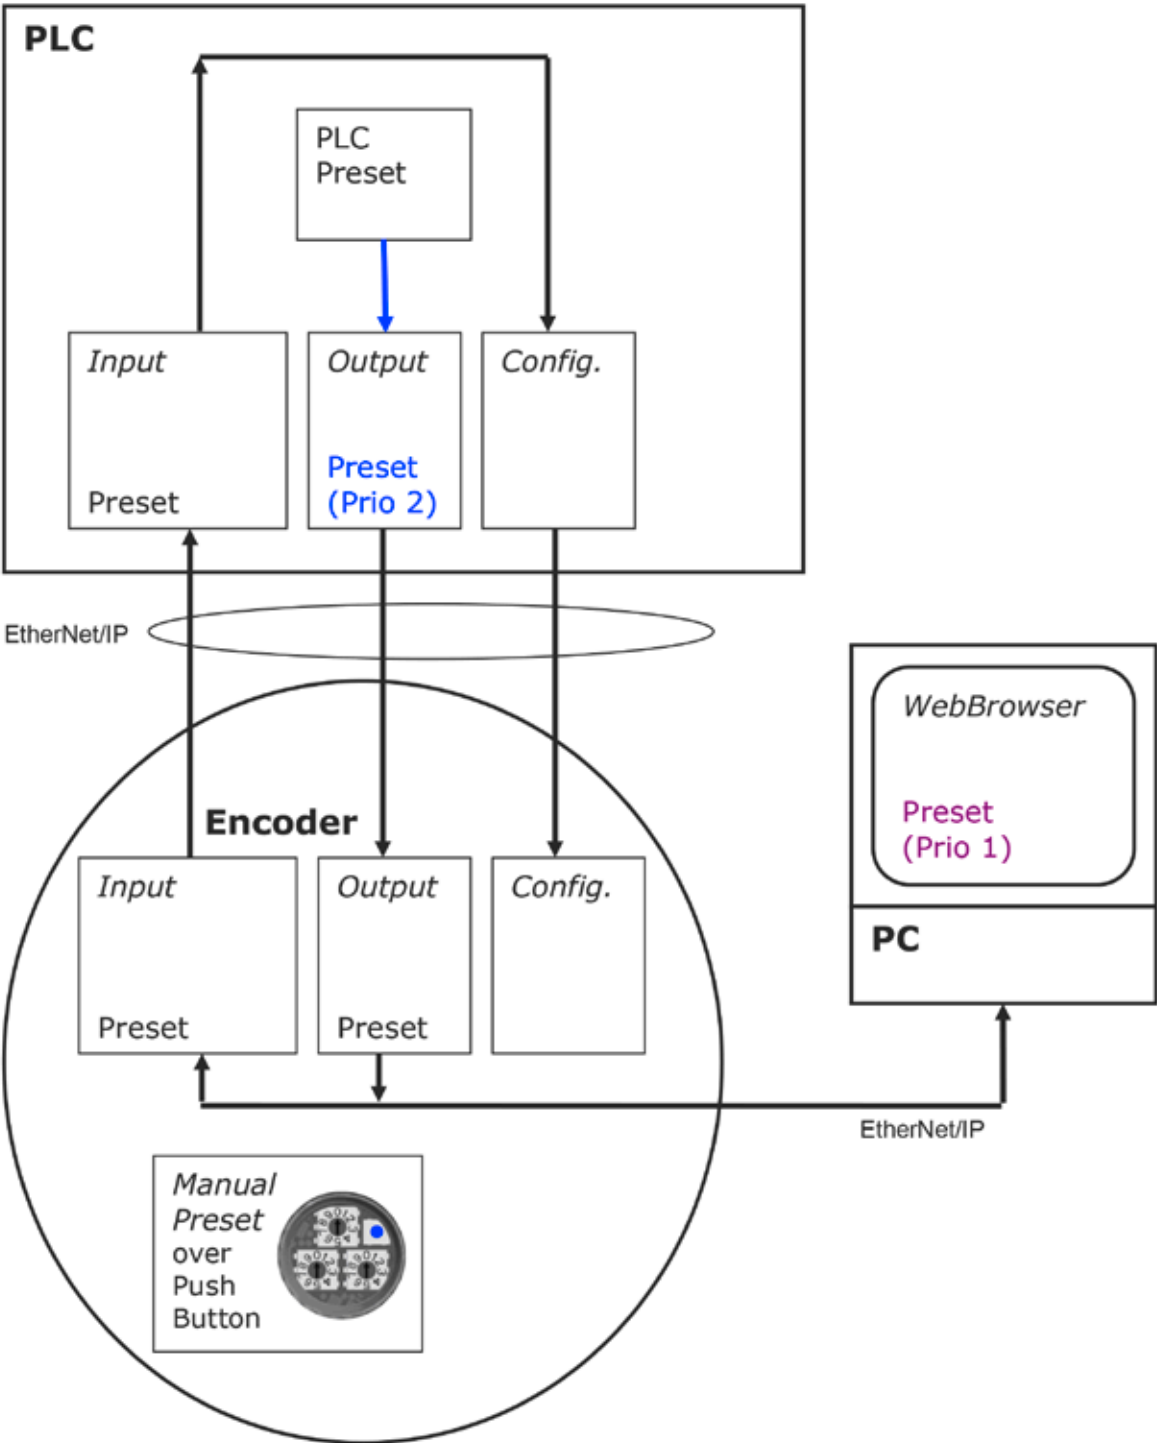 PLC
PLC
Preset
Input
Output
Config.
Preset
Preset
(Prio 2)
EtherNet/IP
WebBrowser
Preset
(Prio 1)
PC
Encoder
Input
Output
Config.
Preset
Preset
EtherNet/IP
Manual
Preset
over
Push
Button